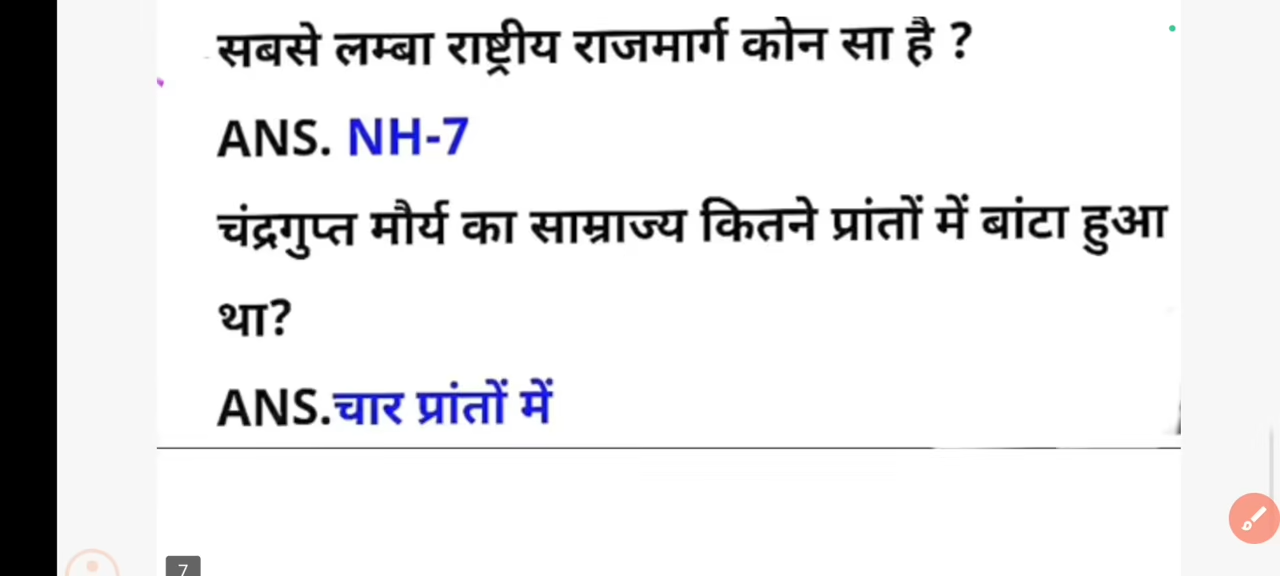 सबसे लम्बा राष्ट्रीय राजमार्ग कोन सा है ?
ANS. NH-7
चंद्रगुप्त मौर्य का साम्राज्य कितने प्रांतों में बांटा हुआ
था?
ANS.चार प्रांतों में
7